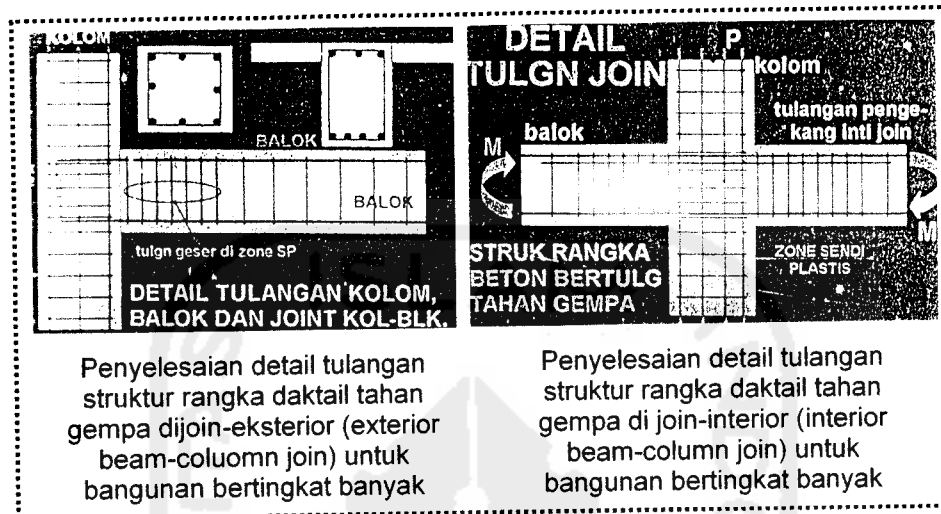 KOLOM
BALOK
BALOK
tulgn geser di zone SP
DETAIL TULANGAN KOLOM,
BALOK DAN JOINT KOL-BLK.
DETAIL
TULGN JOIN
P
kolom
balok
tulangan penge-
kang inti join
M
M
STRUK.RANGKA
BETON BERTULG
TAHAN GEMPA
ZONE SENDI
PLASTIS
Penyelesaian detail tulangan
struktur rangka daktail tahan
gempa dijoin-eksterior (exterior
beam-coluomn join) untuk
bangunan bertingkat banyak
Penyelesaian detail tulangan
struktur rangka daktail tahan
gempa di join-interior (interior
beam-column join) untuk
bangunan bertingkat banyak